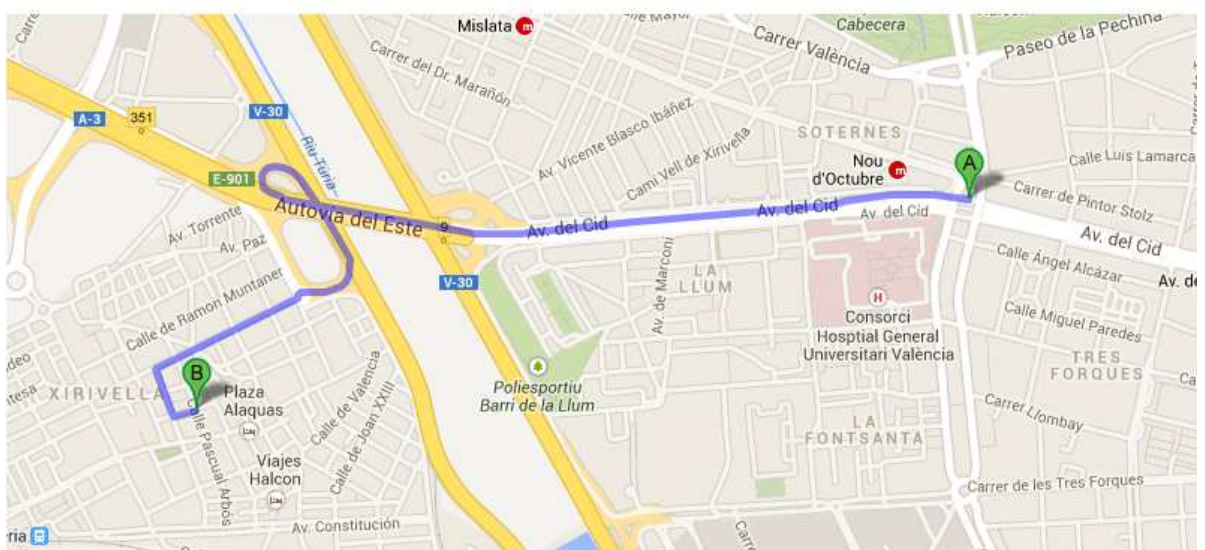 Mislata
m
Cabecera
Carrer València
Paseo de la Pechina
Carrer del Dr. Marañón
A-3
351
V-30
Riu Túria
Av. Vicente Blasco Ibáñez
SOTERNES
Cami Vell de Xirivella
Nou
d'Octubre
m
A
Calle Luis Lamarca
Carrer de Pintor Stolz
E-901
Autovía del Este
9
Av. del Cid
Av. del Cid
Av. del Cid
Av. del Cid
Av. Torrente
Av. Paz
V-30
Av. de Marconi
LA
LLUM
Calle Ángel Alcázar
H
Consorci
Hosptial General
Universitari València
Calle Miguel Paredes
Calle de Ramon Muntaner
TRES
FORQUES
B
XIRIVELLA
Plaza
Alaquas
Calle de Valencia
Calle de Joan XXIII
Poliesportiu
Barri de la Llum
Calle Pascual Arbós
LA
FONTSANTA
Carrer Llombay
Viajes
Halcon
Carrer de les Tres Forques
Av. Constitución